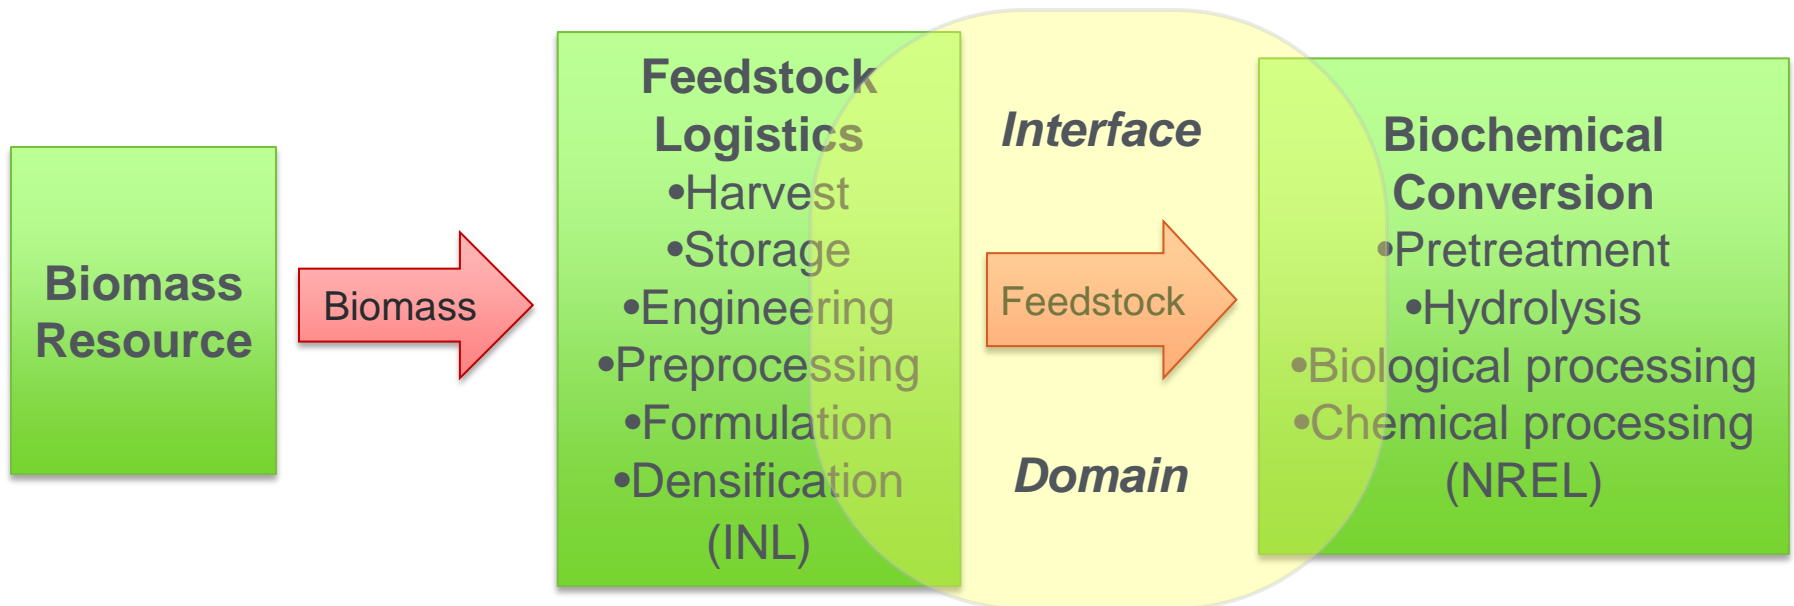 Biomass
Resource
Biomass
Feedstock
Logistics
•Harvest
•Storage
•Engineering
•Preprocessing
•Formulation
•Densification
(INL)
Interface
Feedstock
Domain
Biochemical
Conversion
•Pretreatment
•Hydrolysis
•Biological processing
•Chemical processing
(NREL)